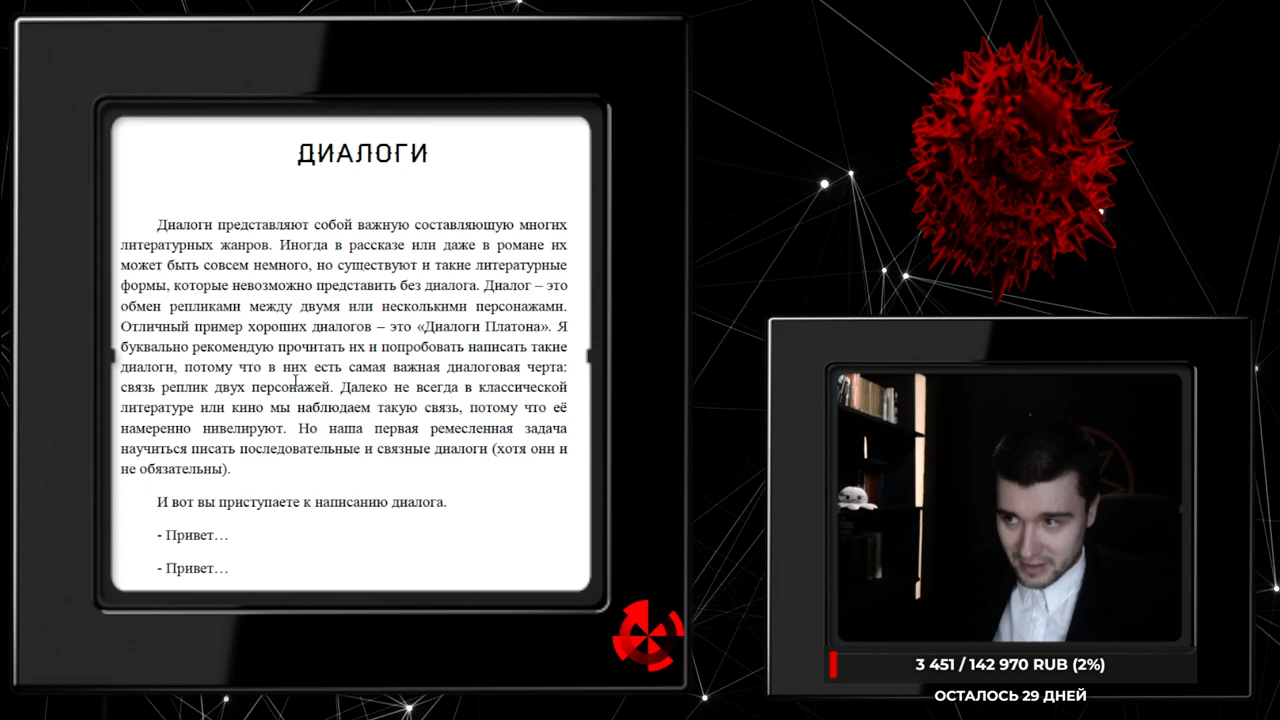 ДИАЛОГИ
Диалоги представляют собой важную составляющую многих
литературных жанров. Иногда в рассказе или даже в романе их
может быть совсем немного, но существуют и такие литературные
формы, которые невозможно представить без диалога. Диалог – это
обмен репликами между двумя или несколькими персонажами.
Отличный пример хороших диалогов – это «Диалоги Платона». Я
буквально рекомендую прочитать их и попробовать написать такие
диалоги, потому что в них есть самая важная диалоговая черта:
связь реплик двух персонажей. Далеко не всегда в классической
литературе или кино мы наблюдаем такую связь, потому что её
намеренно нивелируют. Но наша первая ремесленная задача
научиться писать последовательные и связные диалоги (хотя они и
не обязательны).
И вот вы приступаете к написанию диалога.
- Привет…
- Привет…
3 451 / 142 970 RUB (2%)
ОСТАЛОСЬ 29 ДНЕЙ